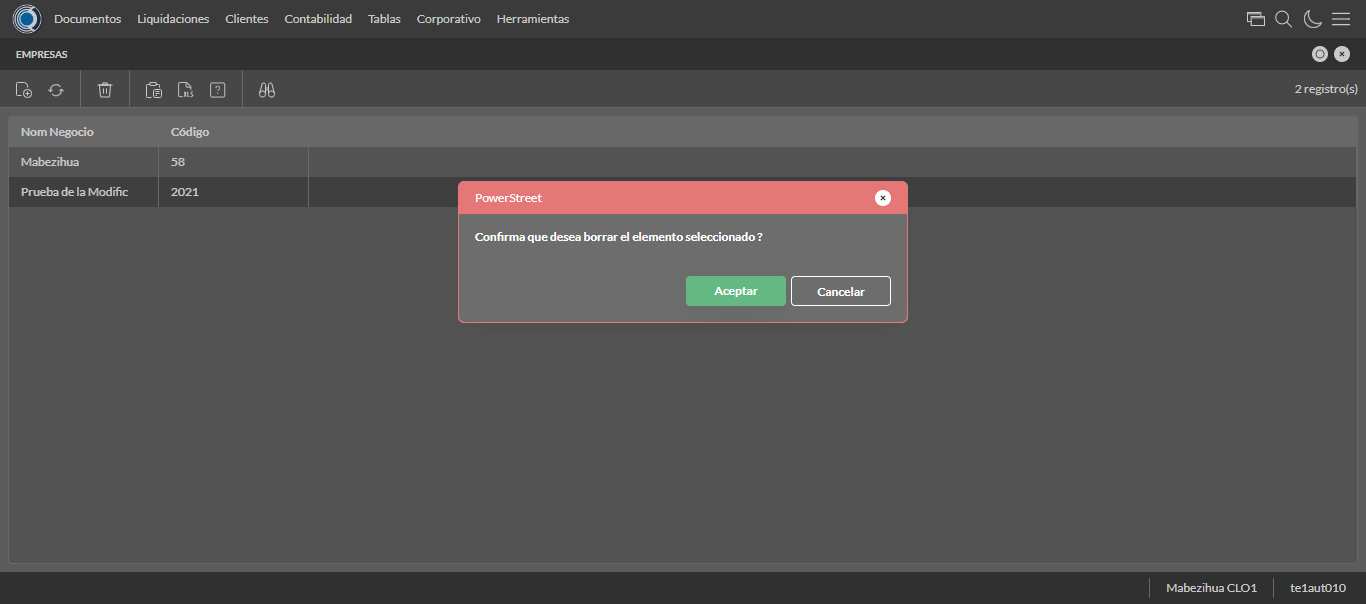 Documentos Liquidaciones Clientes Contabilidad Tablas Corporativo Herramientas
EMPRESAS
XLS ? 2 registro(s)
Nom Negocio Código
Mabezihua 58
Prueba de la Modific 2021
PowerStreet
Confirma que desea borrar el elemento seleccionado ?
Aceptar Cancelar
Mabezihua CLO1 te1aut010